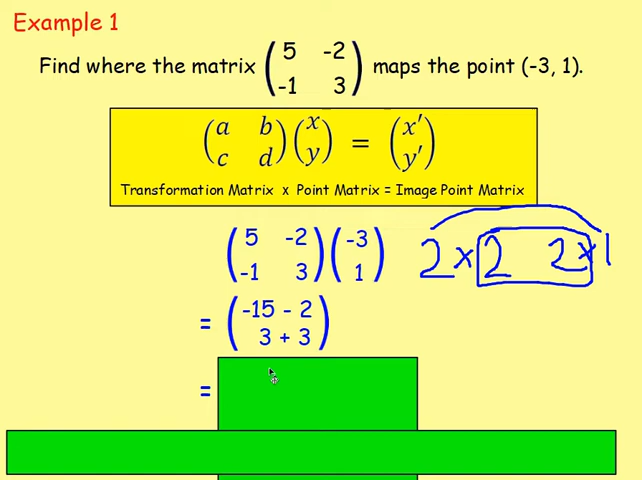 Example 1
Find where the matrix (5 -2
-1 3) maps the point (-3, 1).
(a b
c d)(x
y) = (x′
y′)
Transformation Matrix x Point Matrix = Image Point Matrix
(5 -2
-1 3)(-3
1)
2 × 2 2 × 1
= (-15 - 2
3 + 3)
=